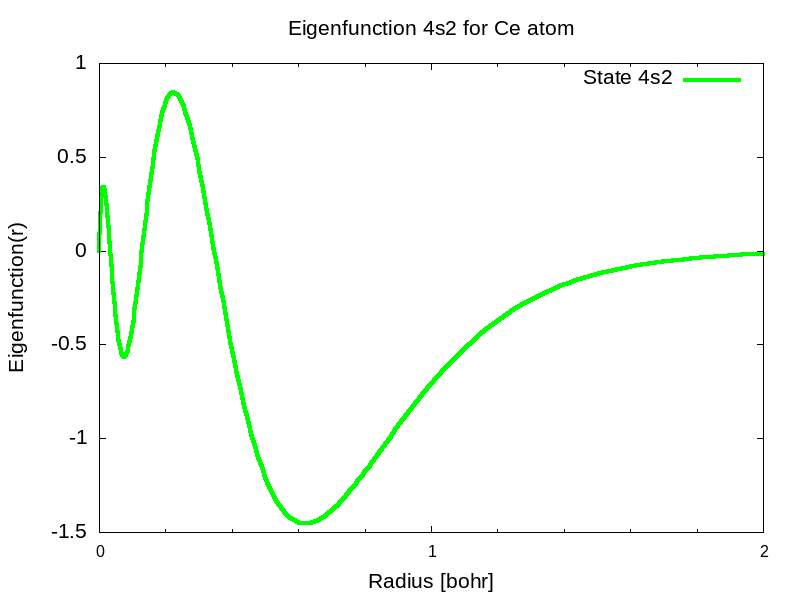 Eigenfunction 4s2 for Ce atom
State 4s2
1
0.5
0
-0.5
-1
-1.5
Eigenfunction(r)
0 1 2
Radius [bohr]